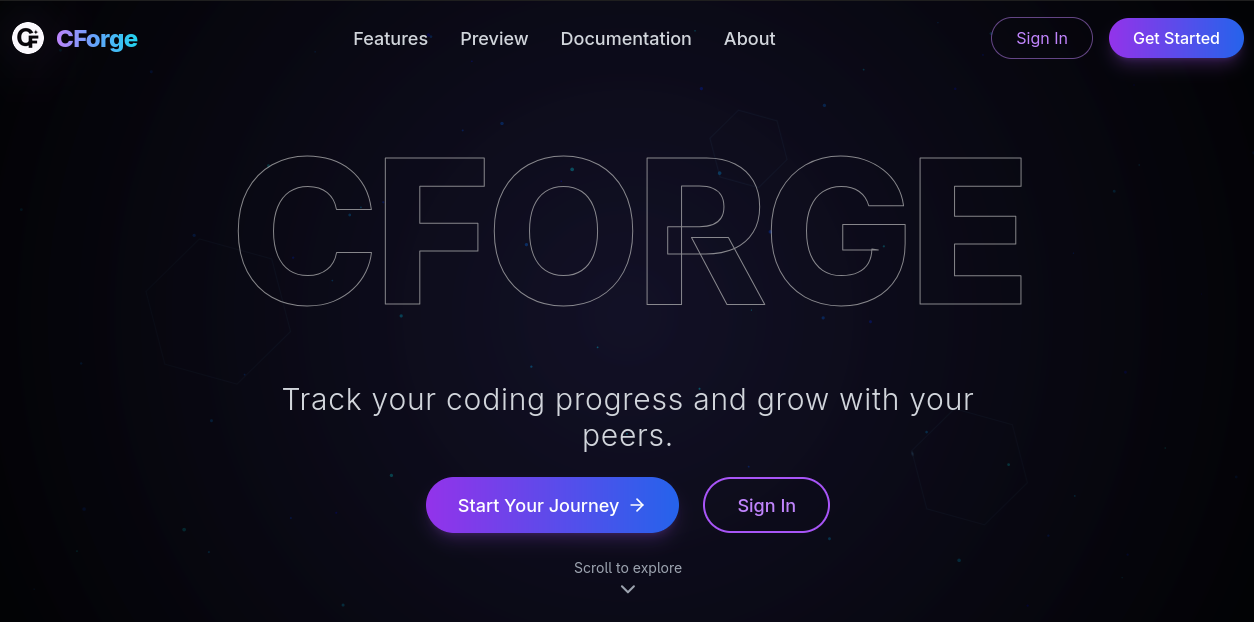 CF CForge
Features Preview Documentation About
Sign In Get Started
CFORGE
Track your coding progress and grow with your
peers.
Start Your Journey → Sign In
Scroll to explore